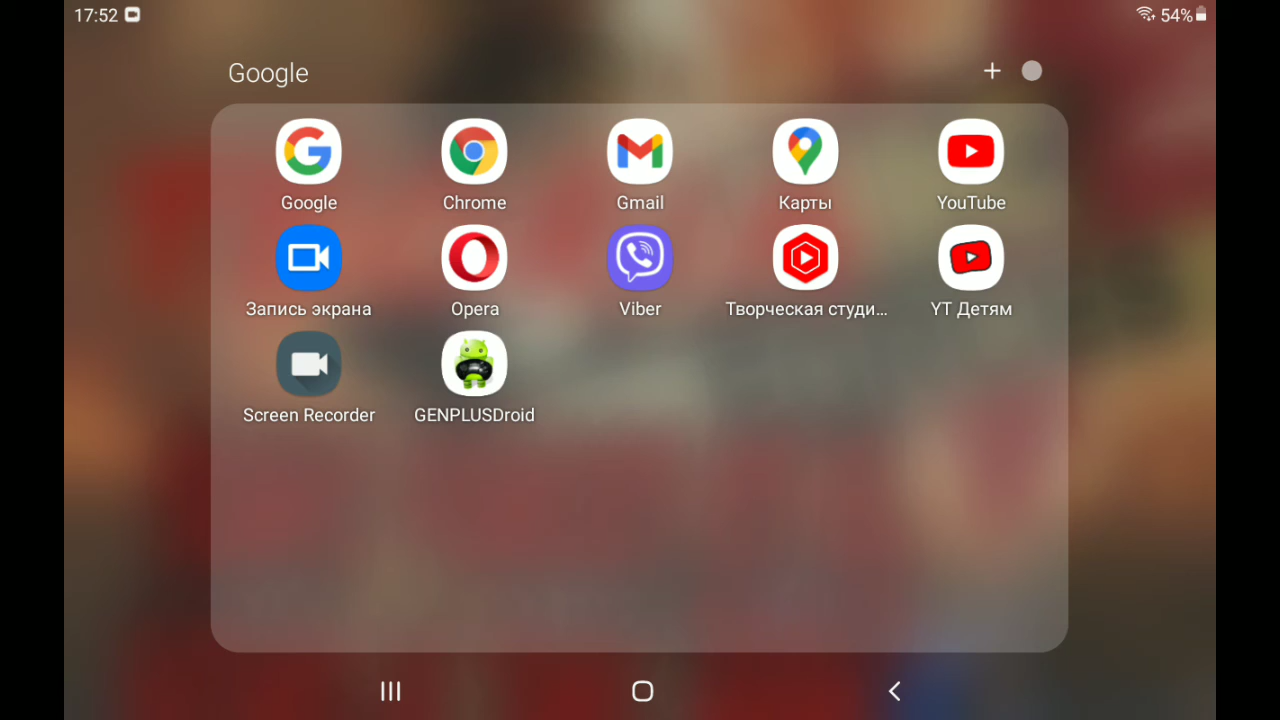 17:52
54%
Google
Google
Chrome
Gmail
Карты
YouTube
Запись экрана
Opera
Viber
Творческая студи...
YT Детям
Screen Recorder
GENPLUSDroid